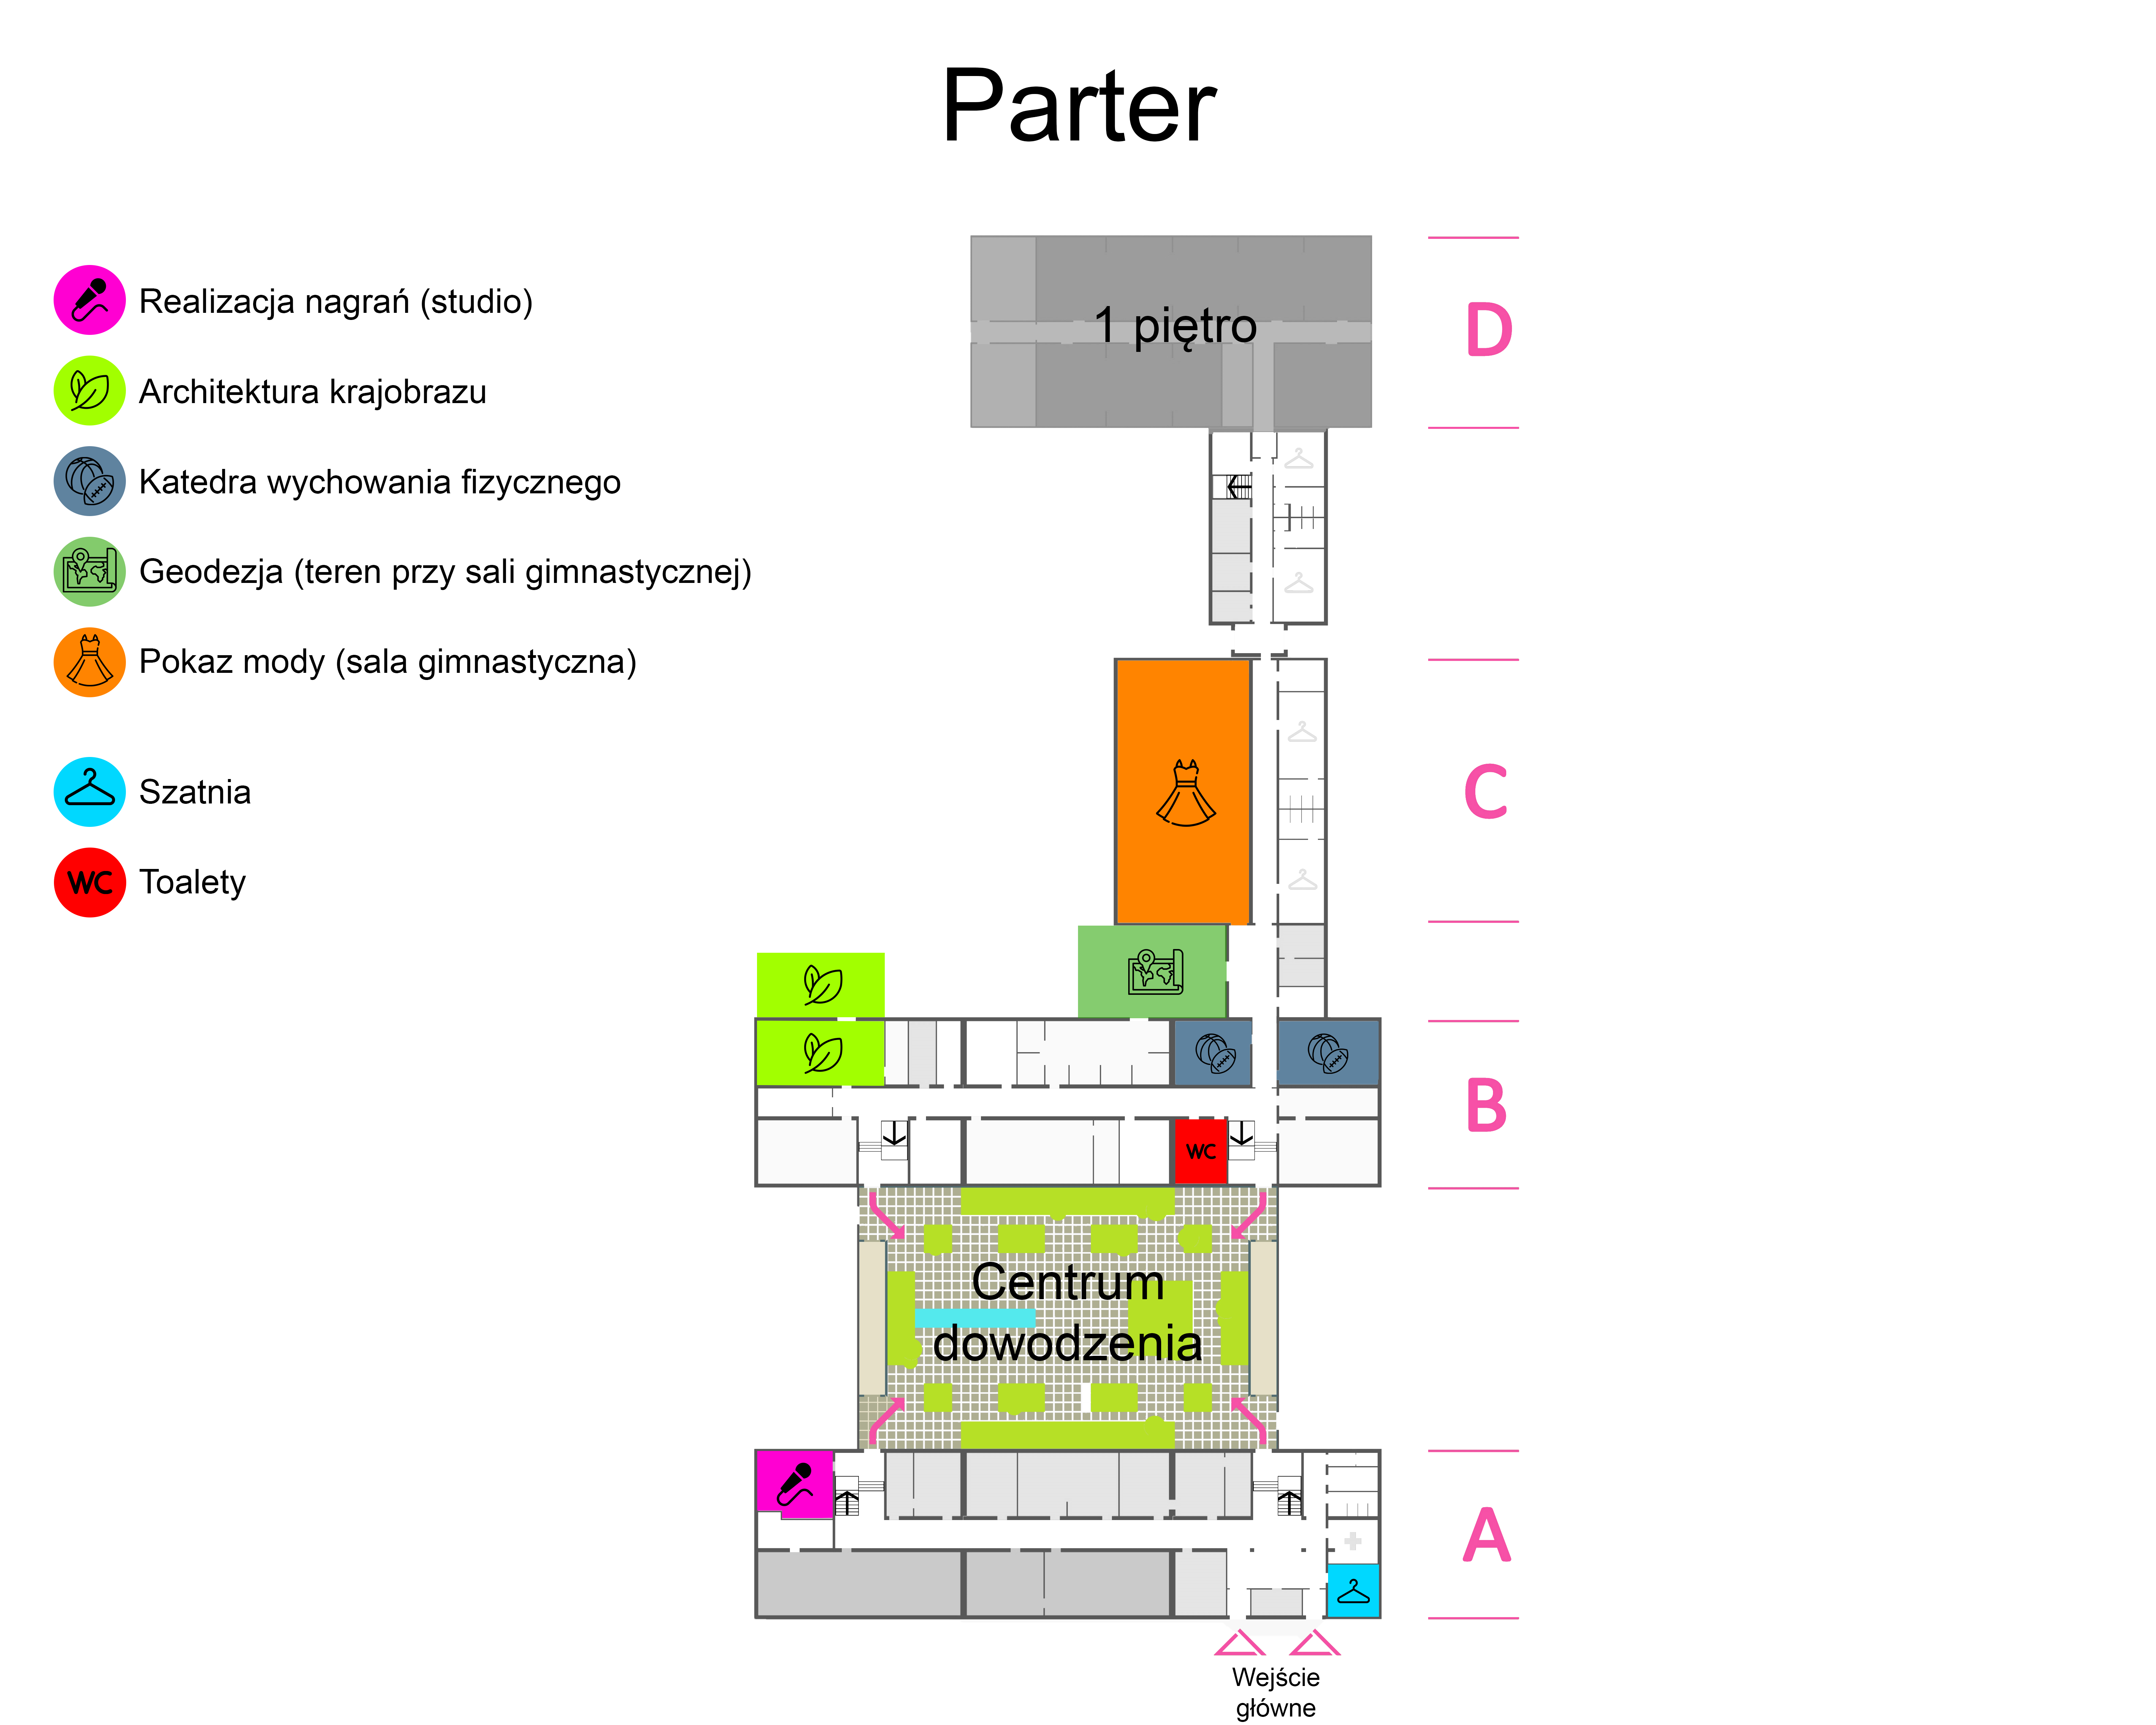 Parter
Realizacja nagrań (studio)
Architektura krajobrazu
Katedra wychowania fizycznego
Geodezja (teren przy sali gimnastycznej)
Pokaz mody (sala gimnastyczna)
Szatnia
WC Toalety
1 piętro
D
C
B
WC
Centrum
dowodzenia
A
Wejście
główne